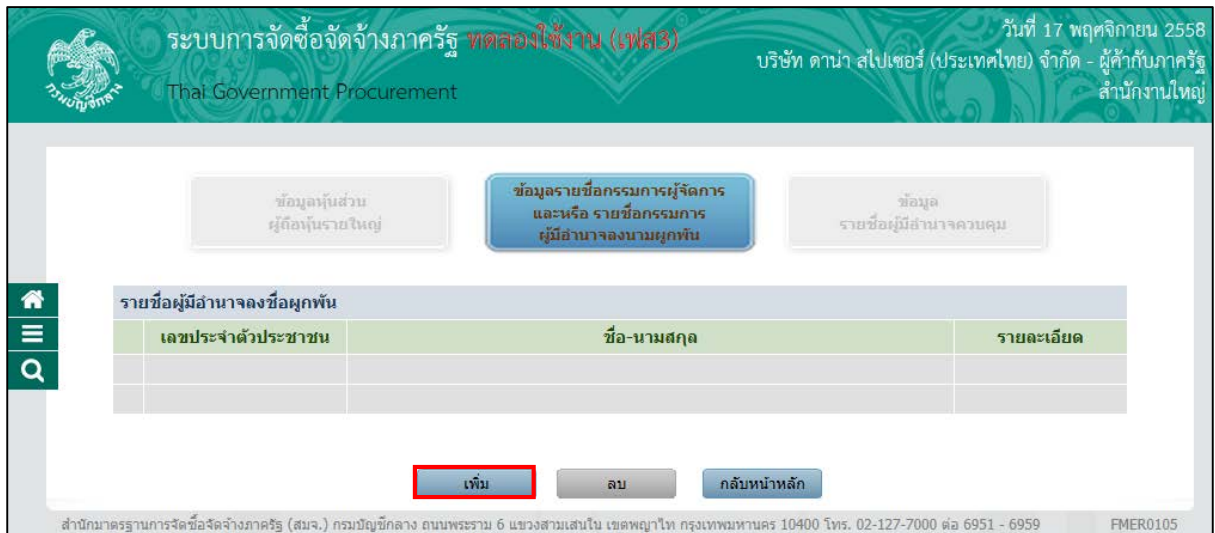 ระบบการจัดซื้อจัดจ้างภาครัฐ ทดลองใช้งาน (เฟส3)
Thai Government Procurement
กรมบัญชีกลาง
วันที่ 17 พฤศจิกายน 2558
บริษัท ดาน่า สไปเซอร์ (ประเทศไทย) จำกัด - ผู้ค้ากับภาครัฐ
สำนักงานใหญ่
ข้อมูลหุ้นส่วน
ผู้ถือหุ้นรายใหญ่
ข้อมูลรายชื่อกรรมการผู้จัดการ
และหรือ รายชื่อกรรมการ
ผู้มีอำนาจลงนามผูกพัน
ข้อมูล
รายชื่อผู้มีอำนาจควบคุม
รายชื่อผู้มีอำนาจลงชื่อผูกพัน
เลขประจำตัวประชาชน ชื่อ-นามสกุล รายละเอียด
เพิ่ม ลบ กลับหน้าหลัก
สำนักมาตรฐานการจัดซื้อจัดจ้างภาครัฐ (สมจ.) กรมบัญชีกลาง ถนนพระราม 6 แขวงสามเสนใน เขตพญาไท กรุงเทพมหานคร 10400 โทร. 02-127-7000 ต่อ 6951 - 6959 FMER0105